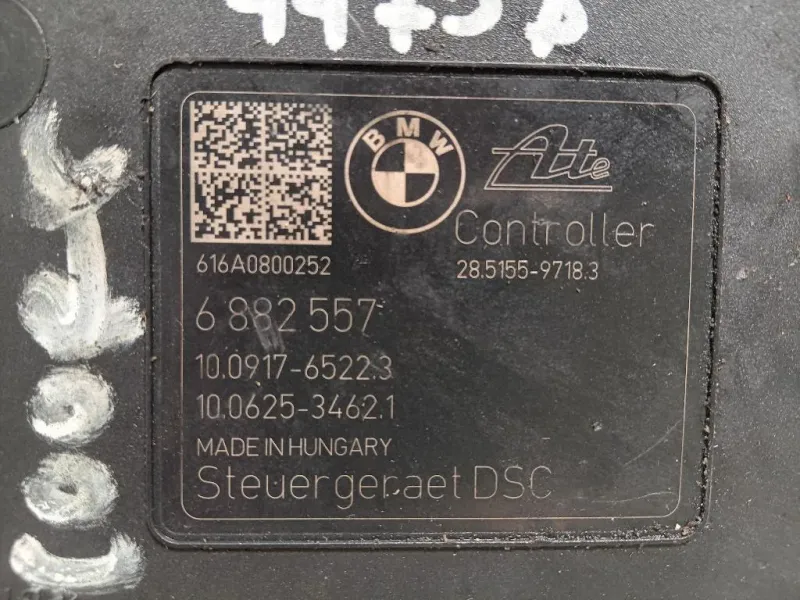 BMW
Ate
Controller
616A0800252
28.5155-9718.3
6 882 557
10.0917-6522.3
10.0625-3462.1
MADE IN HUNGARY
Steuergeraet DSC